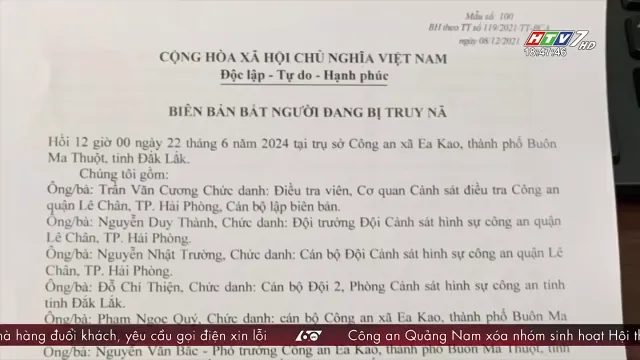 Mẫu số 100
BH theo TT số 119/2021-TT-BCA
ngày 08/12/2021
HTV7 HD
18:47:46
CỘNG HÒA XÃ HỘI CHỦ NGHĨA VIỆT NAM
Độc lập - Tự do - Hạnh phúc
BIÊN BẢN BẮT NGƯỜI ĐANG BỊ TRUY NÃ
Hồi 12 giờ 00 ngày 22 tháng 6 năm 2024 tại trụ sở Công an xã Ea Kao, thành phố Buôn
Ma Thuột, tỉnh Đắk Lắk.
Chúng tôi gồm:
Ông/bà: Trần Văn Cương Chức danh: Điều tra viên, Cơ quan Cảnh sát điều tra Công an
quận Lê Chân, TP. Hải Phòng, Cán bộ lập biên bản.
Ông/bà: Nguyễn Duy Thành, Chức danh: Đội trưởng Đội Cảnh sát hình sự công an quận
Lê Chân, TP. Hải Phòng.
Ông/bà: Nguyễn Nhật Trường, Chức danh: Cán bộ Đội Cảnh sát hình sự công an quận Lê
Chân, TP. Hải Phòng.
Ông/bà: Đỗ Chí Thiện, Chức danh: Cán bộ Đội 2, Phòng Cảnh sát hình sự công an tỉnh
tỉnh Đắk Lắk.
Ông/bà: Phạm Ngọc Quý, Chức danh: cán bộ Công an xã Ea Kao, thành phố Buôn Ma
hà hàng đuổi khách, yêu cầu gọi điện xin lỗi
60
Công an Quảng Nam xóa nhóm sinh hoạt Hội th
Ông/bà: Nguyễn Văn Bắc - Phó trưởng Công an xã Ea Kao, thành phố Buôn Ma Thuột, tỉnh